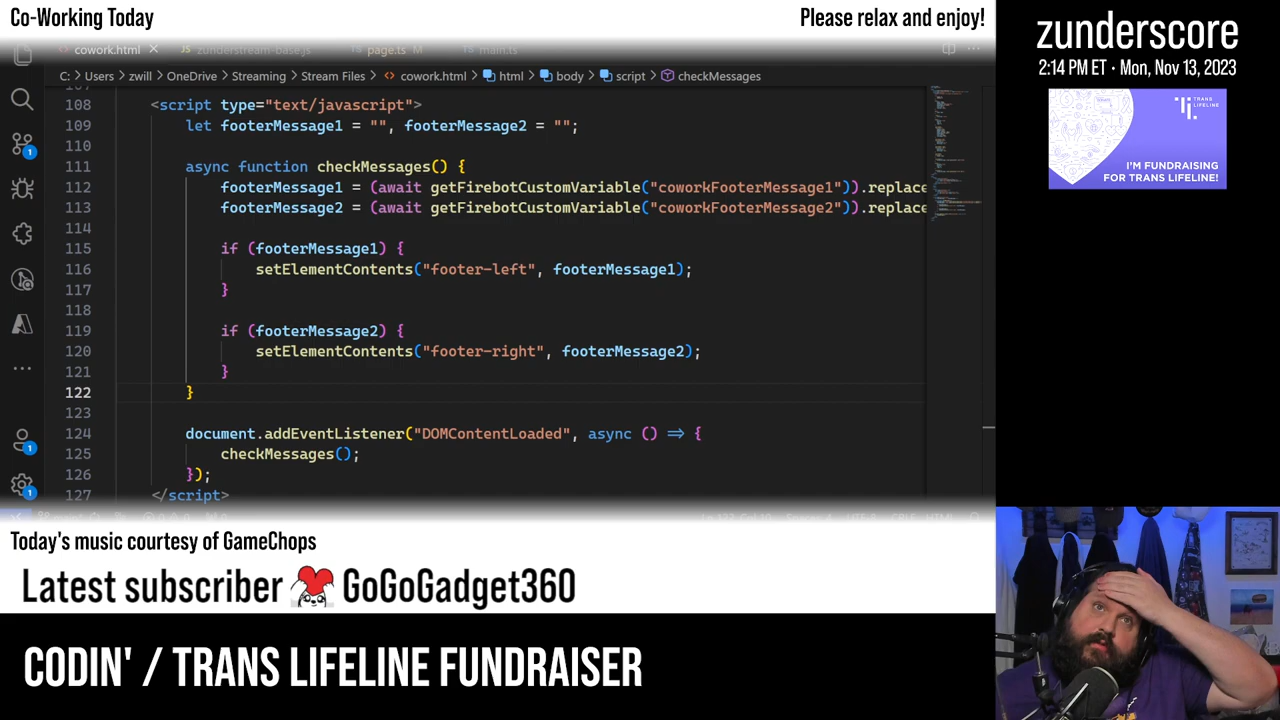 Co-Working Today
Please relax and enjoy!
zunderscore
2:14 PM ET • Mon, Nov 13, 2023
TRANS
LIFELINE
I'M FUNDRAISING
FOR TRANS LIFELINE!
cowork.html
zunderstream-base.js
page.ts M
main.ts
C: > Users > zwill > OneDrive > Streaming > Stream Files > cowork.html > html > body > script > checkMessages
108 <script type="text/javascript">
109 let footerMessage1 = "", footerMessage2 = "";
110
111 async function checkMessages() {
112 footerMessage1 = (await getFirebotCustomVariable("coworkFooterMessage1")).replace
113 footerMessage2 = (await getFirebotCustomVariable("coworkFooterMessage2")).replace
114
115 if (footerMessage1) {
116 setElementContents("footer-left", footerMessage1);
117 }
118
119 if (footerMessage2) {
120 setElementContents("footer-right", footerMessage2);
121 }
122 }
123
124 document.addEventListener("DOMContentLoaded", async () => {
125 checkMessages();
126 });
127 </script>
Today's music courtesy of GameChops
Latest subscriber GoGoGadget360
CODIN' / TRANS LIFELINE FUNDRAISER